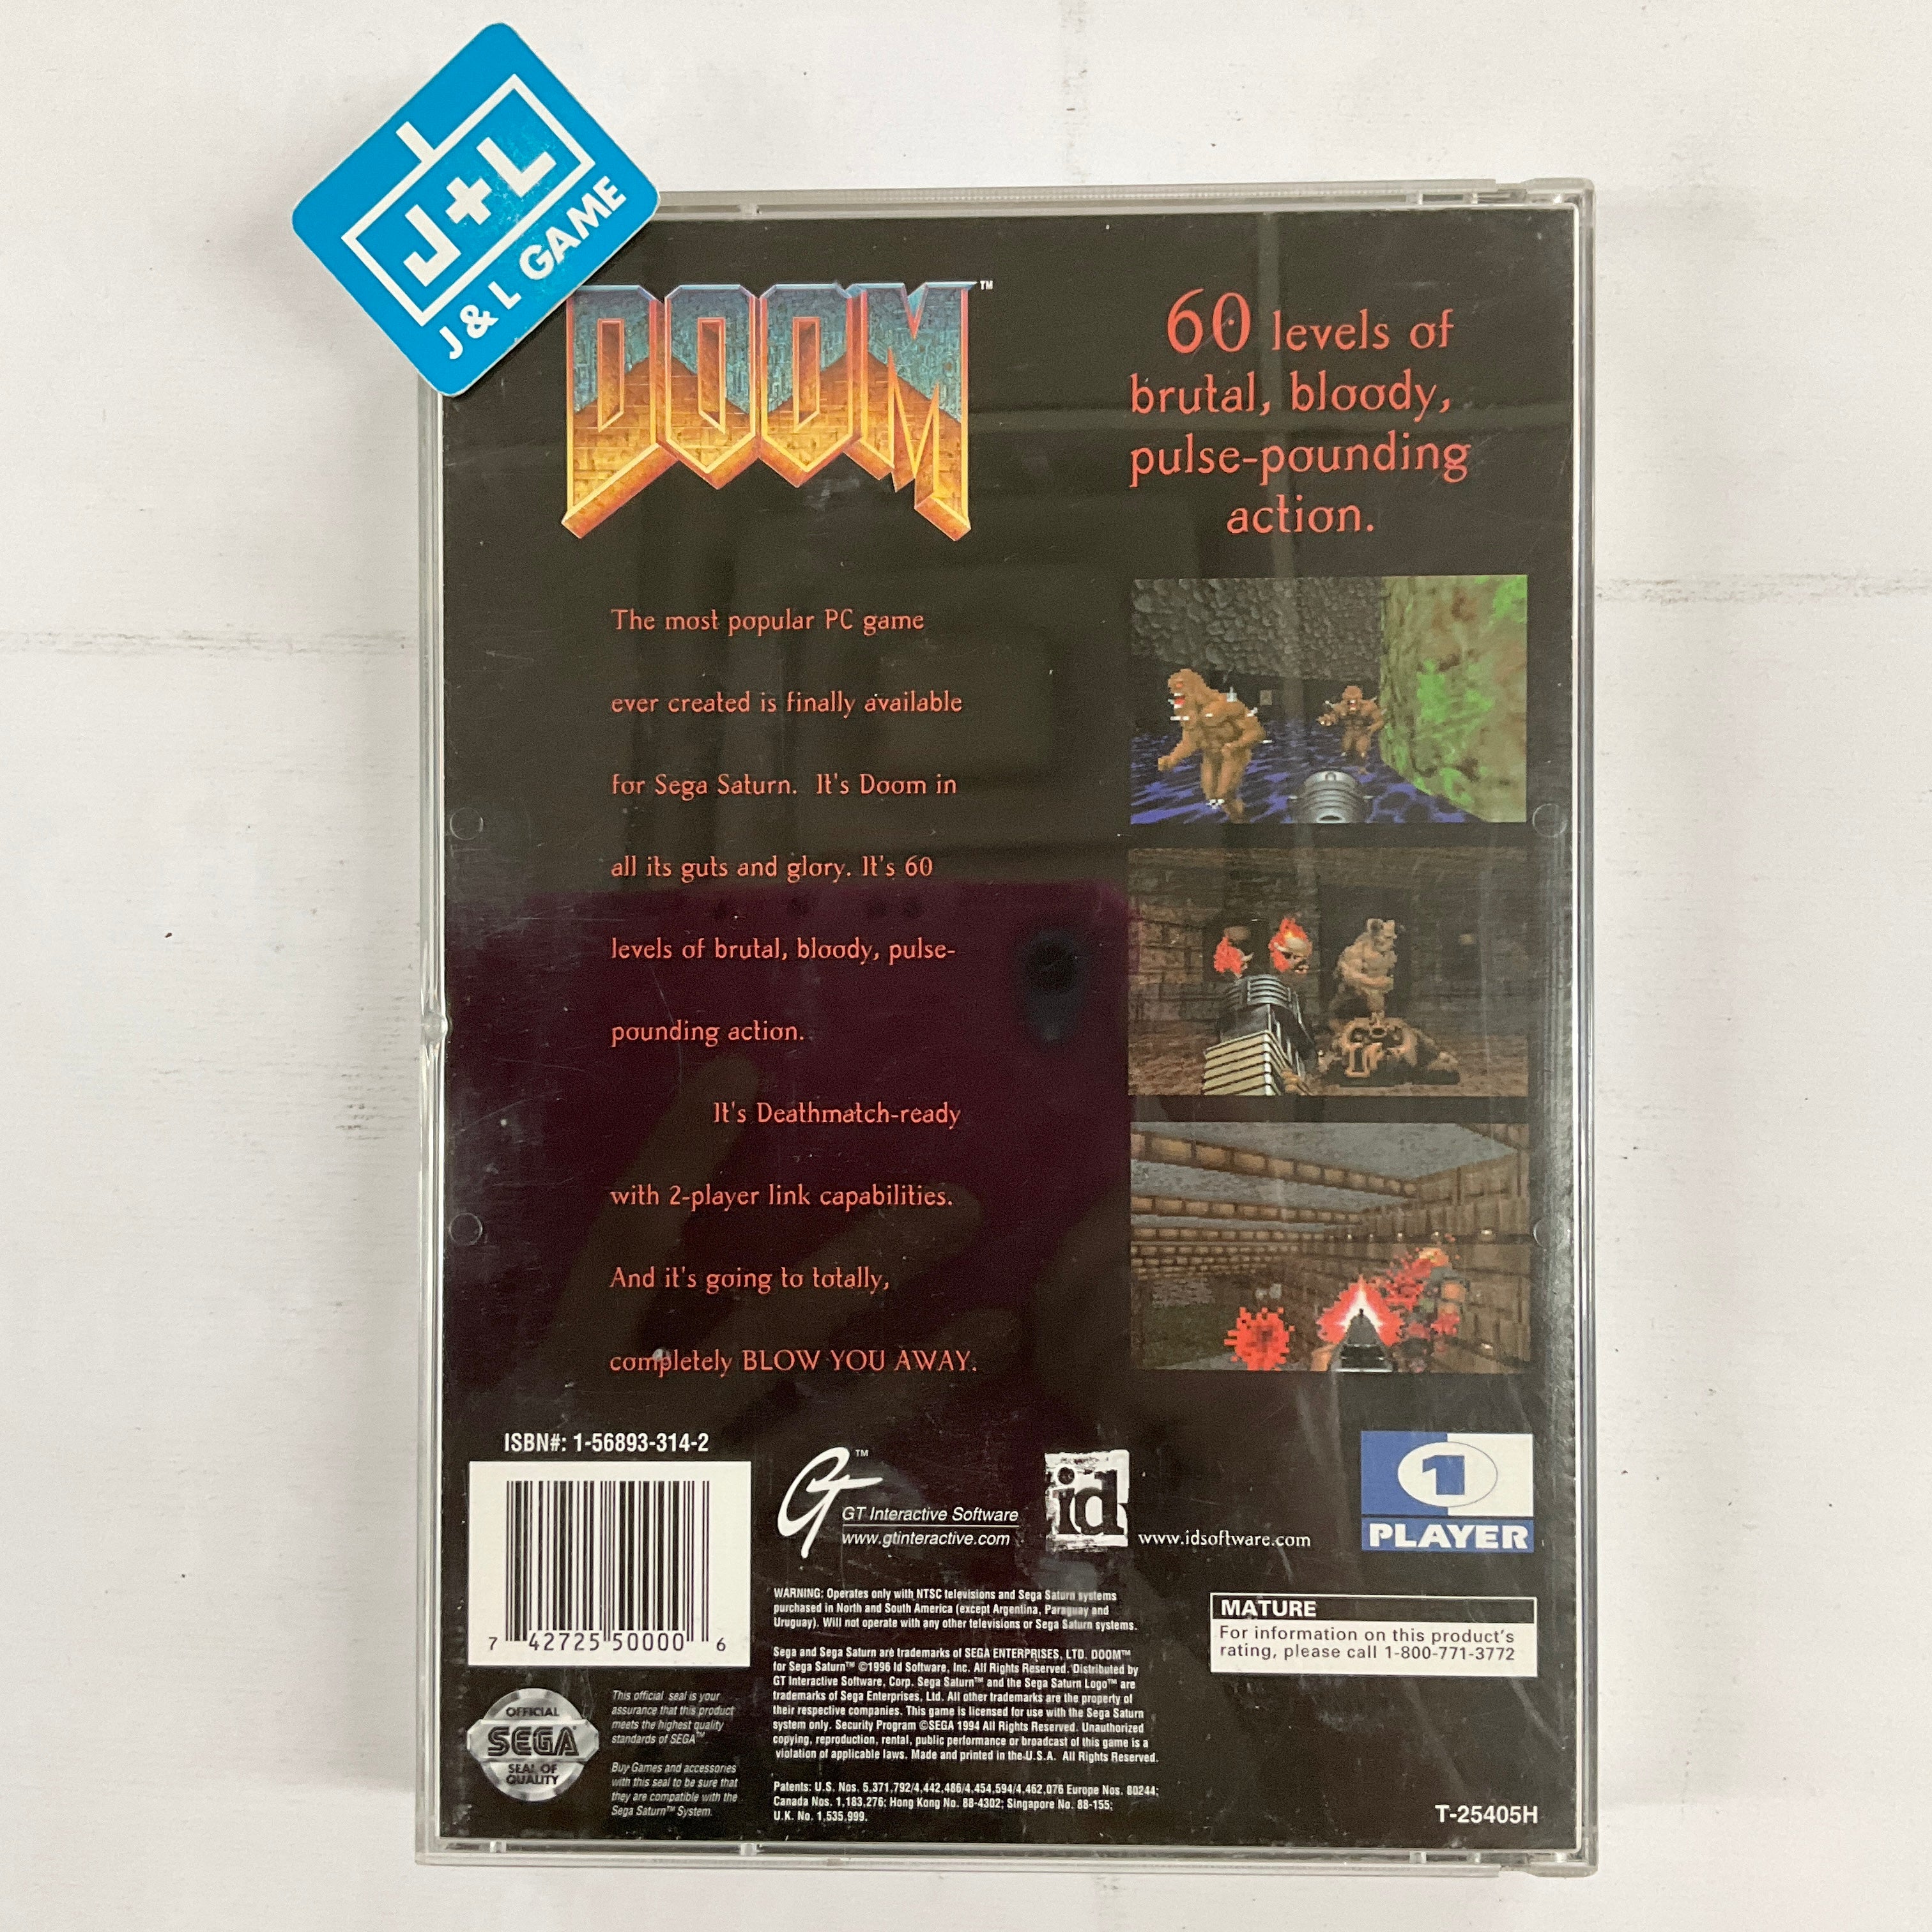 J+L
J & L GAME
DOOM™
60 levels of
brutal, bloody,
pulse-pounding
action.
The most popular PC game
ever created is finally available
for Sega Saturn. It's Doom in
all its guts and glory. It's 60
levels of brutal, bloody, pulse-
pounding action.
It's Deathmatch-ready
with 2-player link capabilities.
And it's going to totally,
completely BLOW YOU AWAY.
ISBN#: 1-56893-314-2
7 42725 50000 6
GT™
GT Interactive Software
www.gtinteractive.com
id
www.idsoftware.com
1
PLAYER
WARNING: Operates only with NTSC televisions and Sega Saturn systems
purchased in North and South America (except Argentina, Paraguay and
Uruguay). Will not operate with any other televisions or Sega Saturn systems.
Sega and Sega Saturn are trademarks of SEGA ENTERPRISES, LTD. DOOM™
for Sega Saturn™ ©1996 Id Software, Inc. All Rights Reserved. Distributed by
GT Interactive Software, Corp. Sega Saturn™ and the Sega Saturn Logo™ are
trademarks of Sega Enterprises, Ltd. All other trademarks are the property of
their respective companies. This game is licensed for use with the Sega Saturn
system only. Security Program ©SEGA 1994 All Rights Reserved. Unauthorized
copying, reproduction, rental, public performance or broadcast of this game is a
violation of applicable laws. Made and printed in the U.S.A. All Rights Reserved.
Patents: U.S. Nos. 5,371,792/4,442,486/4,454,594/4,462,076 Europe Nos. 80244;
Canada Nos. 1,183,276; Hong Kong No. 88-4302; Singapore No. 88-155;
U.K. No. 1,535,999.
MATURE
For information on this product's
rating, please call 1-800-771-3772
OFFICIAL
SEGA
SEAL OF
QUALITY
This official seal is your
assurance that this product
meets the highest quality
standards of SEGA™
Buy Games and accessories
with this seal to be sure that
they are compatible with the
Sega Saturn™ System.
T-25405H